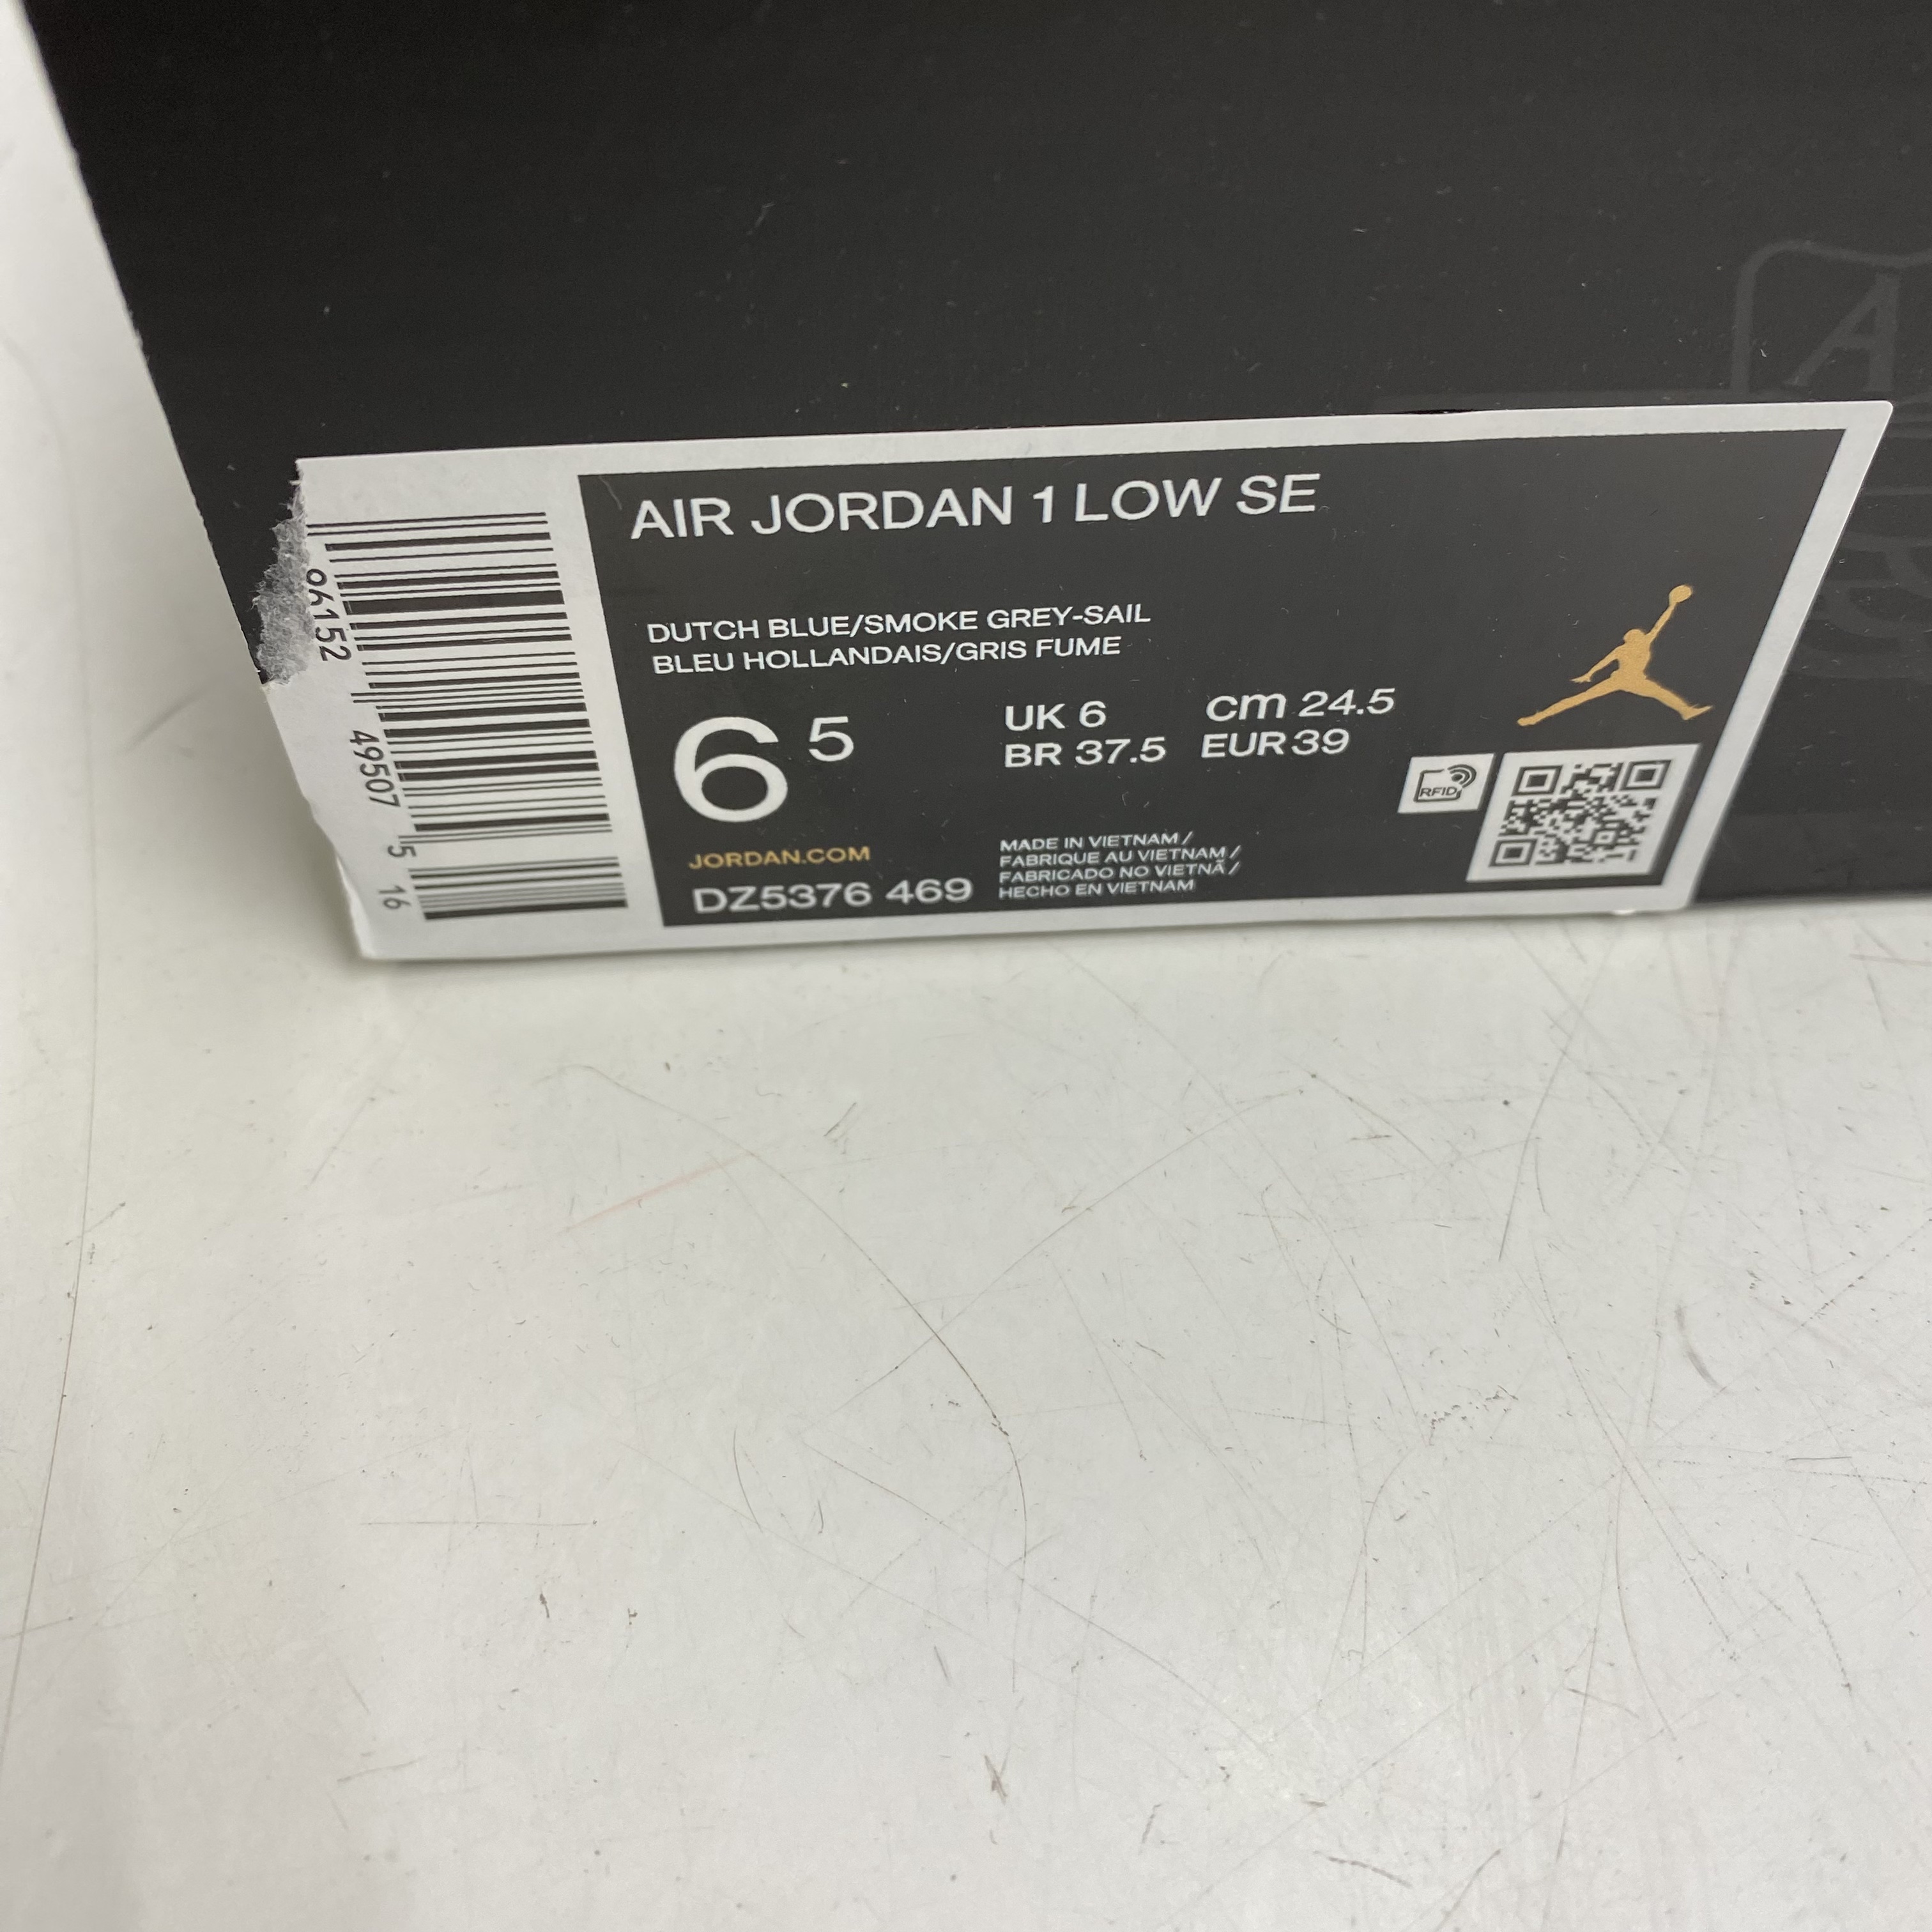 AIR JORDAN 1 LOW SE
DUTCH BLUE/SMOKE GREY-SAIL
BLEU HOLLANDAIS/GRIS FUME
6 5
UK 6 cm 24.5
BR 37.5 EUR 39
JORDAN.COM
DZ5376 469
MADE IN VIETNAM /
FABRIQUE AU VIETNAM /
FABRICADO NO VIETNÃ /
HECHO EN VIETNAM
RFID
96152 49507 5 16
A